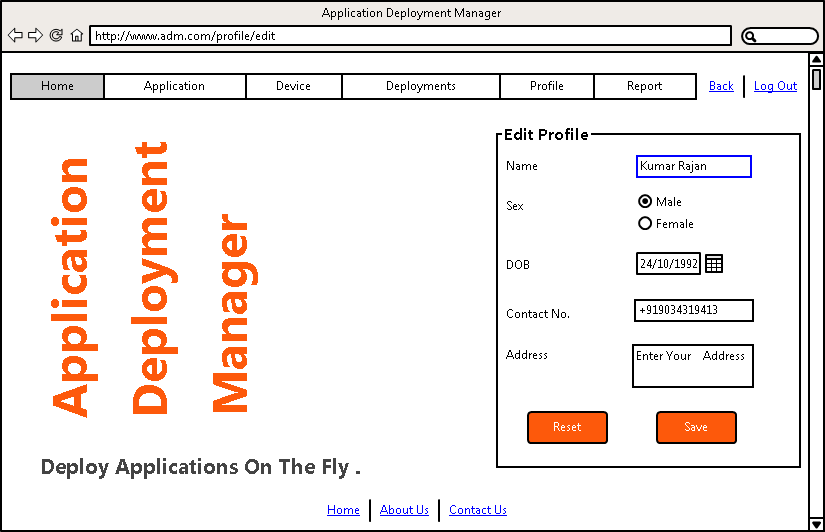 Application Deployment Manager
http://www.adm.com/profile/edit
Home Application Device Deployments Profile Report Back Log Out
Application
Deployment
Manager
Deploy Applications On The Fly .
Edit Profile
Name Kumar Rajan
Sex Male
Female
DOB 24/10/1992
Contact No. +919034319413
Address Enter Your Address
Reset Save
Home About Us Contact Us